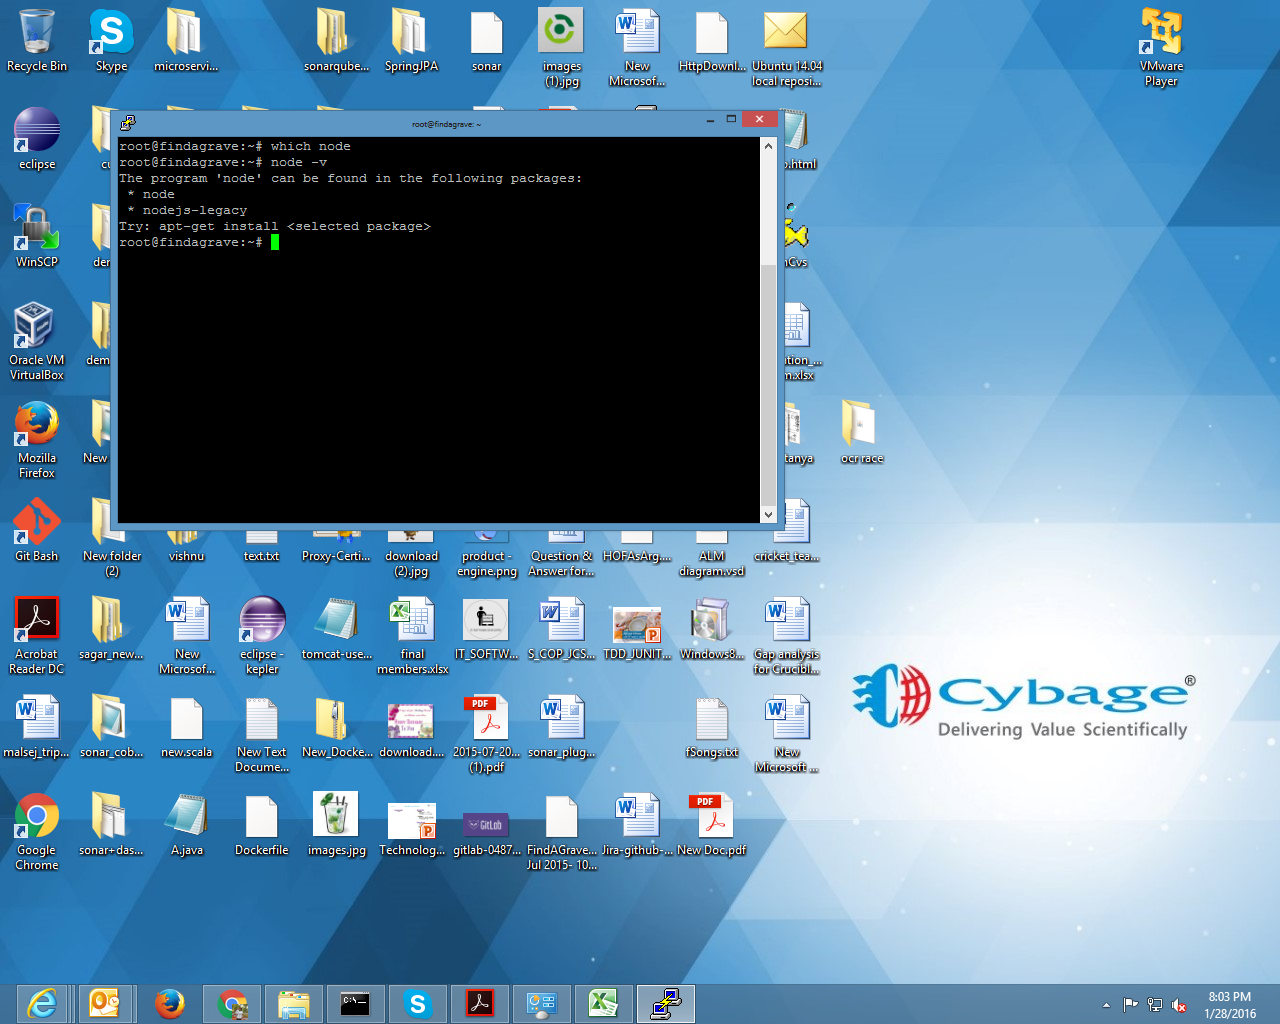 Recycle Bin
Skype
microservi...
sonarqube...
SpringJPA
sonar
images
(1).jpg
New
Microsof...
HttpDownl...
Ubuntu 14.04
local reposi...
VMware
Player
root@findagrave: ~
root@findagrave:~# which node
root@findagrave:~# node -v
The program 'node' can be found in the following packages:
* node
* nodejs-legacy
Try: apt-get install <selected package>
root@findagrave:~#
eclipse
cu
.html
WinSCP
der
Cvs
Oracle VM
VirtualBox
dem
ation_...
m.xlsx
Mozilla
Firefox
New
tanya
ocr race
Git Bash
New folder
(2)
vishnu
text.txt
Proxy-Certi...
download
(2).jpg
product -
engine.png
Question &
Answer for...
HOFAsArg....
ALM
diagram.vsd
cricket_tea...
Acrobat
Reader DC
sagar_new...
New
Microsof...
eclipse -
kepler
tomcat-use...
final
members.xlsx
IT_SOFTW...
S_COP_JCS...
TDD_JUNIT...
Windows8...
Gap analysis
for Crucibl...
malsej_trip...
sonar_cob...
new.scala
New Text
Docume...
New_Docke...
download....
PDF
2015-07-20...
(1).pdf
sonar_plug...
fSongs.txt
New
Microsoft ...
Cybage®
Delivering Value Scientifically
Google
Chrome
sonar+das...
A.java
Dockerfile
images.jpg
Technolog...
GitLab
gitlab-0487...
FindAGrave...
Jul 2015- 10...
Jira-github-...
PDF
New Doc.pdf
8:03 PM
1/28/2016